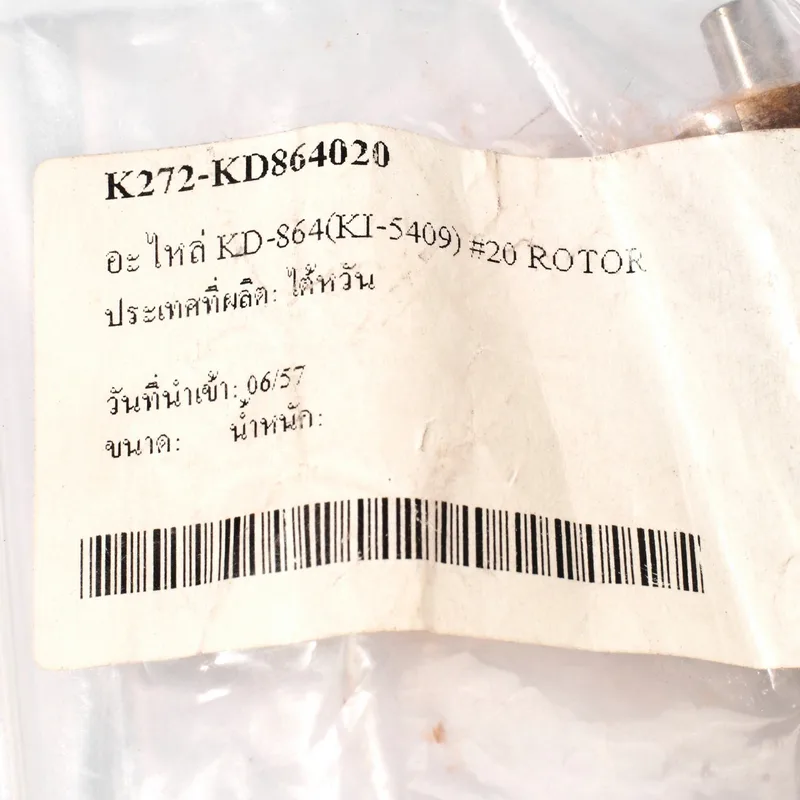 K272-KD864020
อะไหล่ KD-864(KI-5409) #20 ROTOR
ประเทศที่ผลิต: ไต้หวัน
วันที่นำเข้า: 06/57
ขนาด: น้ำหนัก: